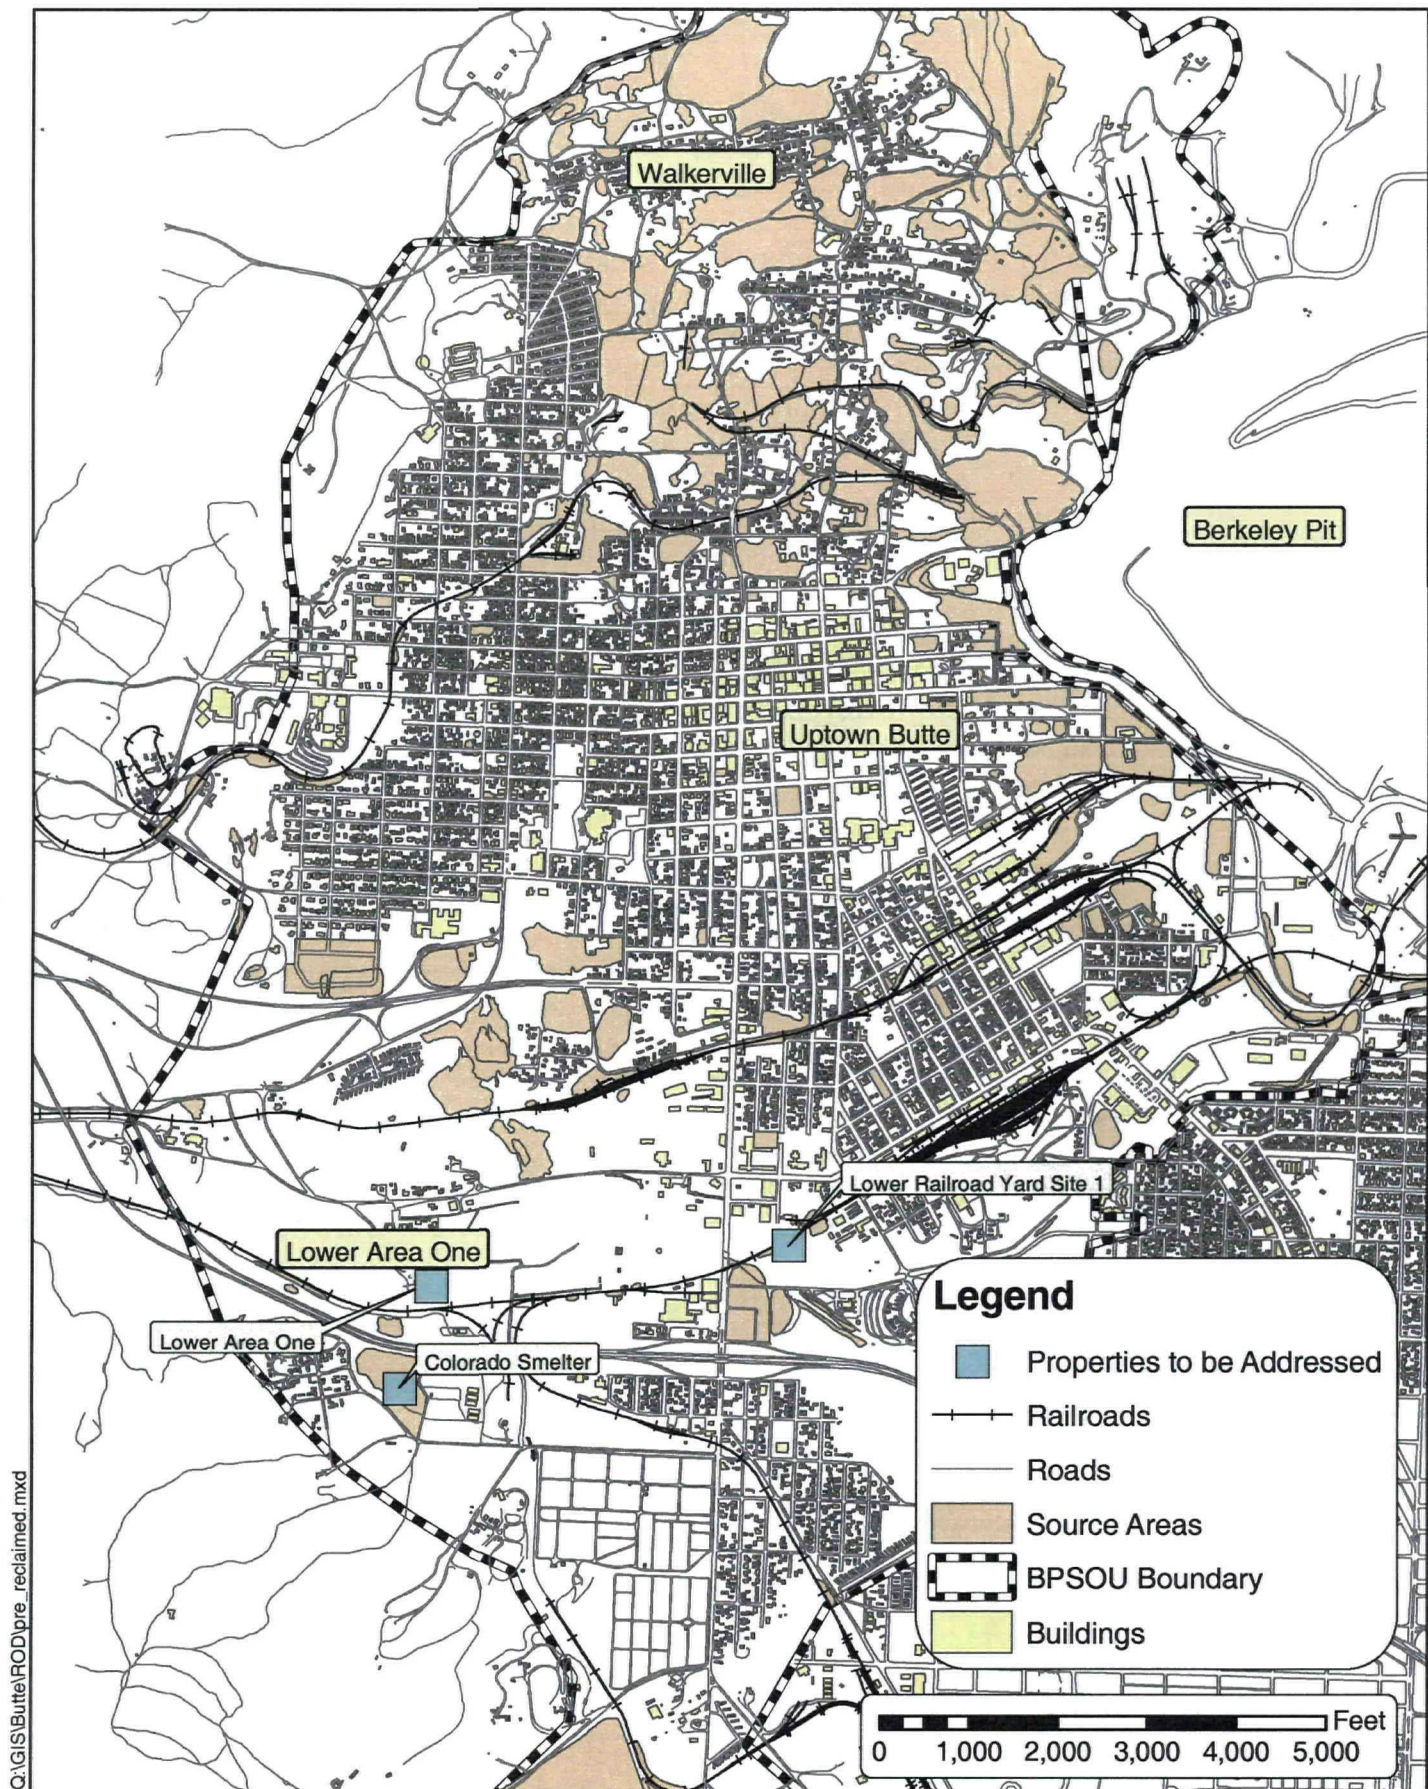 Walkerville
Berkeley Pit
Uptown Butte
Lower Railroad Yard Site 1
Lower Area One
Lower Area One
Colorado Smelter
Legend
Properties to be Addressed
Railroads
Roads
Source Areas
BPSOU Boundary
Buildings
Feet
0 1,000 2,000 3,000 4,000 5,000
Q:\GIS\Butte\ROD\pre_reclaimed.mxd